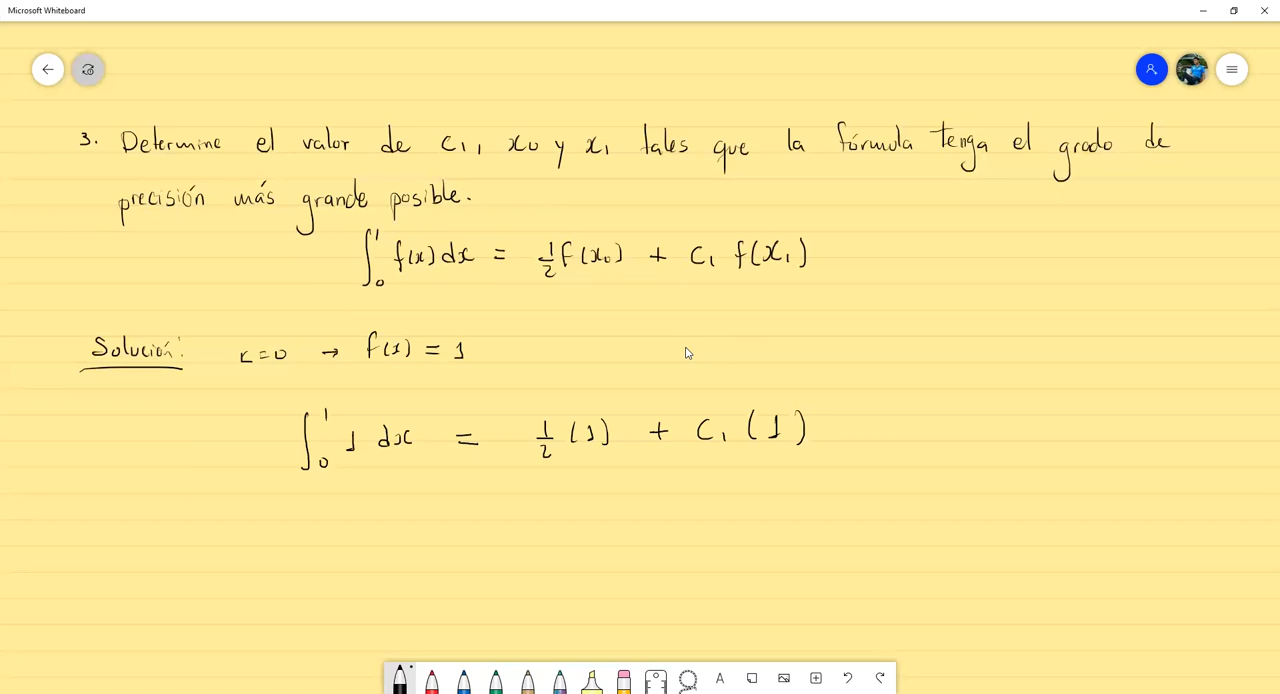 Microsoft Whiteboard
3. Determine el valor de C₁, x₀ y x₁ tales que la fórmula tenga el grado de
precisión más grande posible.
∫₀¹ f(x)dx = 1/2 f(x₀) + C₁ f(x₁)
Solución: k=0 → f(x) = 1
∫₀¹ 1 dx = 1/2 (1) + C₁ (1)
A